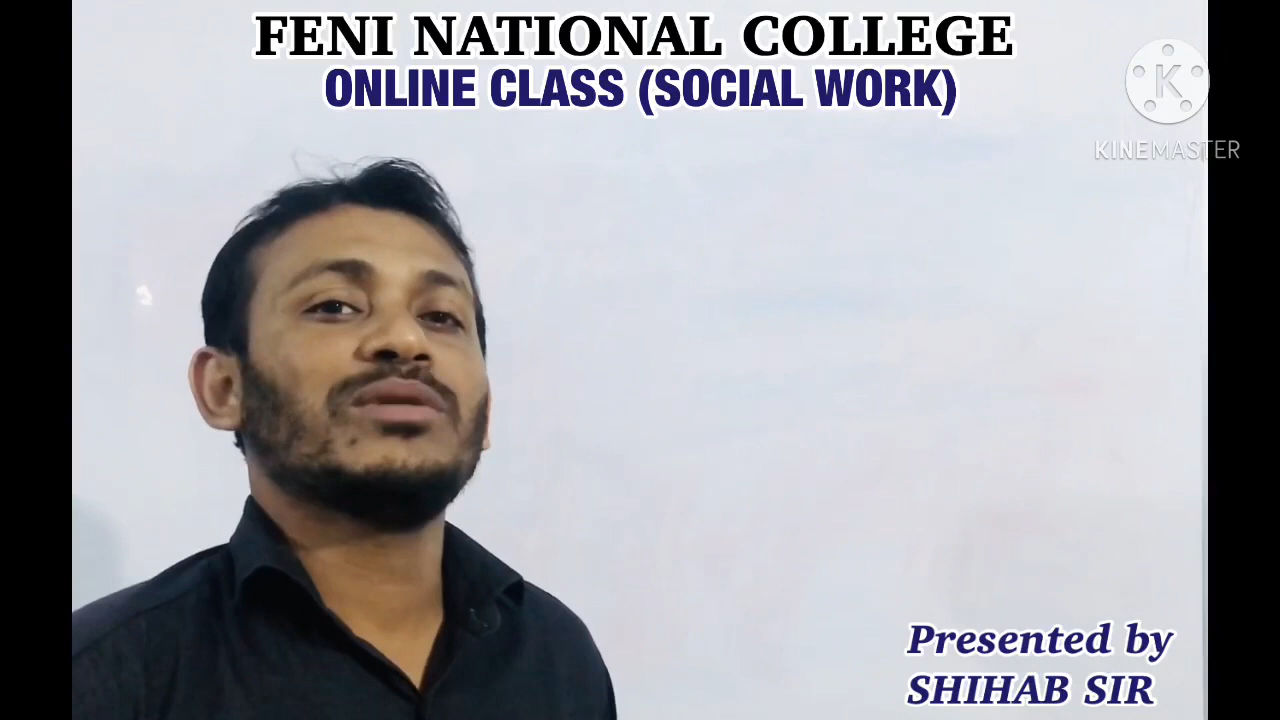 FENI NATIONAL COLLEGE
ONLINE CLASS (SOCIAL WORK)
K
KINEMASTER
Presented by
SHIHAB SIR